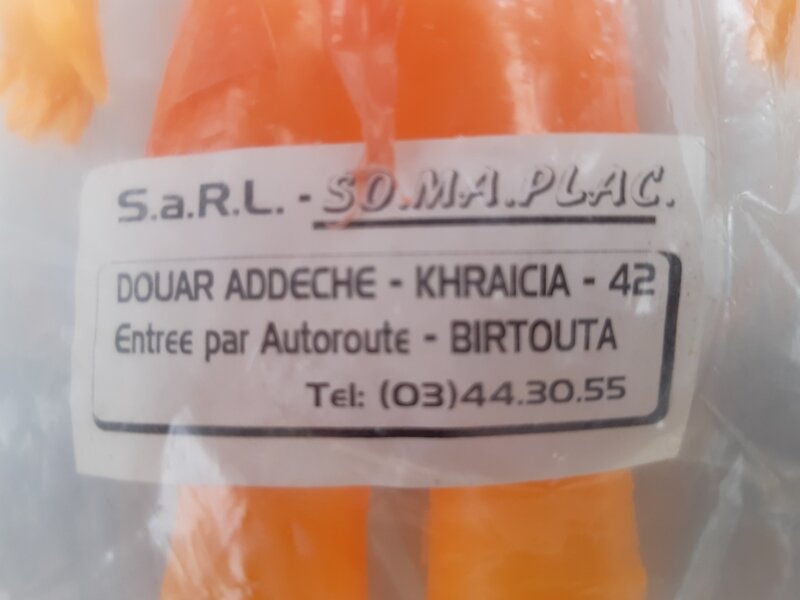 S.a.R.L. - SO.MA.PLAC.
DOUAR ADDECHE - KHRAICIA - 42
Entree par Autoroute - BIRTOUTA
Tel: (03)44.30.55